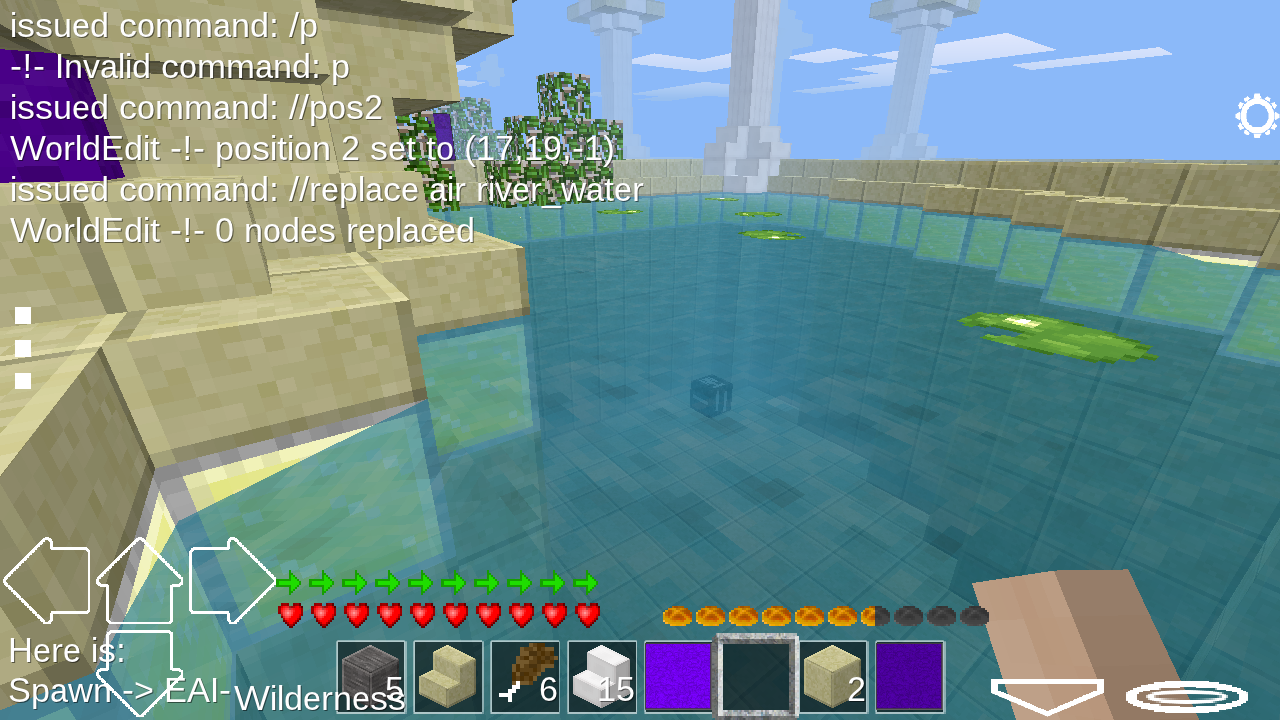 issued command: /p
-!- Invalid command: p
issued command: //pos2
WorldEdit -!- position 2 set to (17,19,-1)
issued command: //replace air river_water
WorldEdit -!- 0 nodes replaced
Here is:
Spawn -> EAI-Wilderness
5
6
15
2